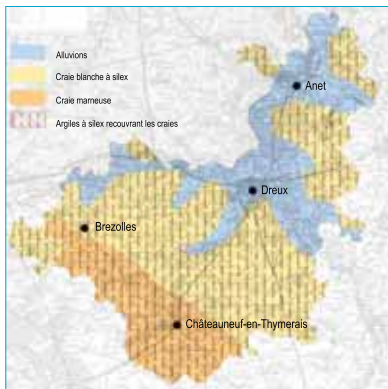 Alluvions
Craie blanche à silex
Craie marneuse
Argiles à silex recouvrant les craies
Anet
Dreux
Brezolles
Châteauneuf-en-Thymerais